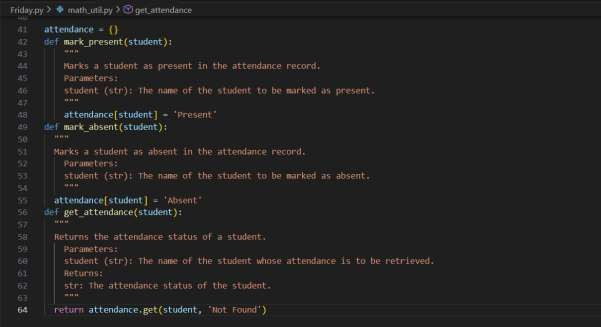 Friday.py > math_util.py > get_attendance
41 attendance = {}
42 def mark_present(student):
43     """
44     Marks a student as present in the attendance record.
45     Parameters:
46     student (str): The name of the student to be marked as present.
47     """
48     attendance[student] = 'Present'
49 def mark_absent(student):
50   """
51   Marks a student as absent in the attendance record.
52     Parameters:
53     student (str): The name of the student to be marked as absent.
54     """
55   attendance[student] = 'Absent'
56 def get_attendance(student):
57   """
58   Returns the attendance status of a student.
59     Parameters:
60     student (str): The name of the student whose attendance is to be retrieved.
61     Returns:
62     str: The attendance status of the student.
63     """
64   return attendance.get(student, 'Not Found')